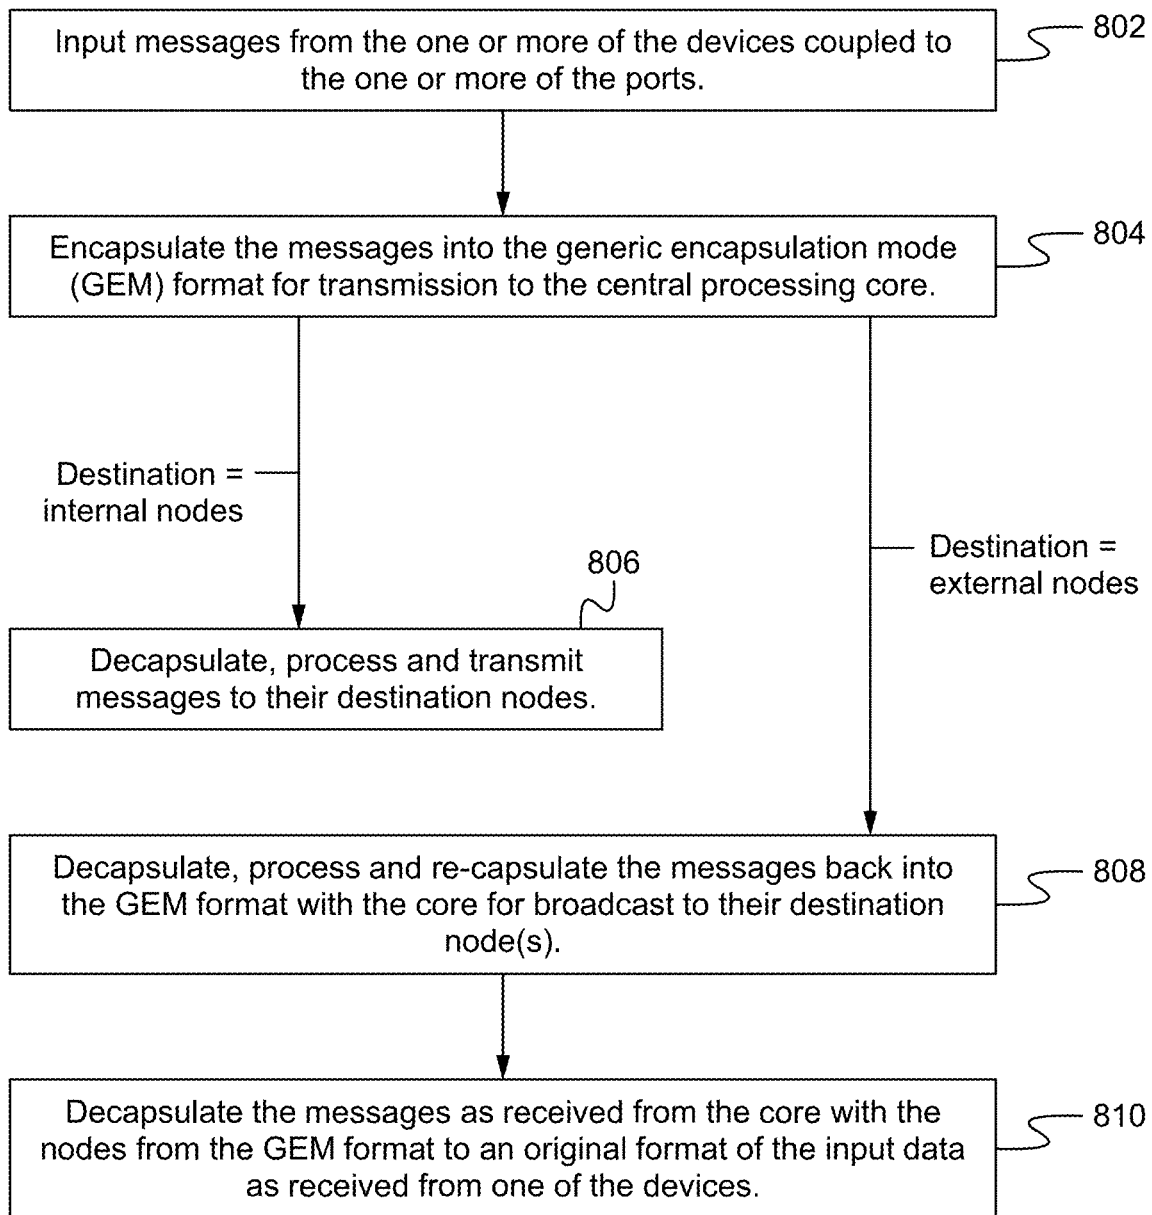 Input messages from the one or more of the devices coupled to
the one or more of the ports.
802
Encapsulate the messages into the generic encapsulation mode
(GEM) format for transmission to the central processing core.
804
Destination =
internal nodes
Destination =
external nodes
806
Decapsulate, process and transmit
messages to their destination nodes.
Decapsulate, process and re-capsulate the messages back into
the GEM format with the core for broadcast to their destination
node(s).
808
Decapsulate the messages as received from the core with the
nodes from the GEM format to an original format of the input data
as received from one of the devices.
810